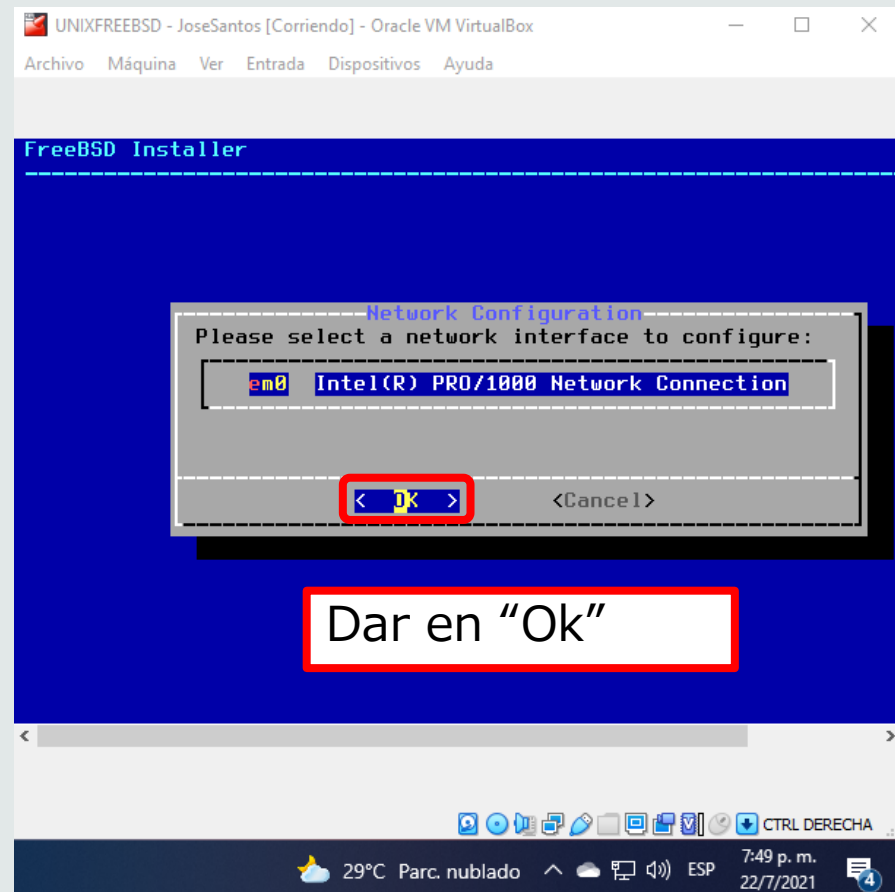 UNIXFREEBSD - JoseSantos [Corriendo] - Oracle VM VirtualBox
Archivo Máquina Ver Entrada Dispositivos Ayuda
FreeBSD Installer
Network Configuration
Please select a network interface to configure:
em0 Intel(R) PRO/1000 Network Connection
< OK > <Cancel>
Dar en “Ok”
CTRL DERECHA
29°C Parc. nublado ESP 7:49 p. m.
22/7/2021
4